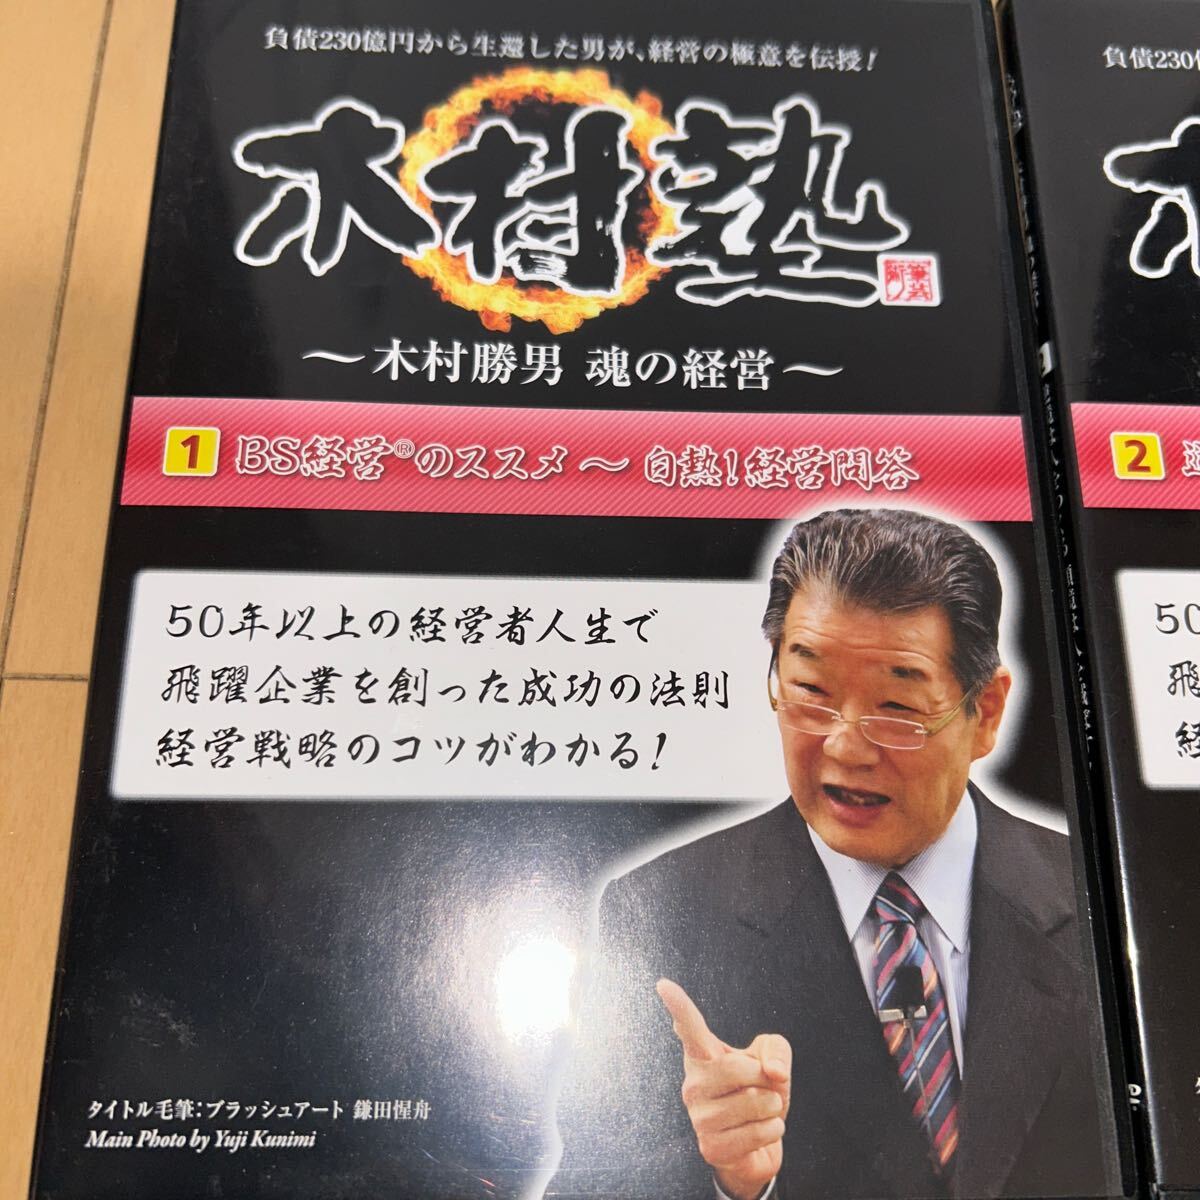 負債230億円から生還した男が、経営の極意を伝授!
木村塾
筆芸術
～木村勝男 魂の経営～
1 BS経営®のススメ ～ 白熱!経営問答
50年以上の経営者人生で
飛躍企業を創った成功の法則
経営戦略のコツがわかる!
タイトル毛筆:ブラッシュアート 鎌田惺舟
Main Photo by Yuji Kunimi
負債230億
木
2
50
飛
経